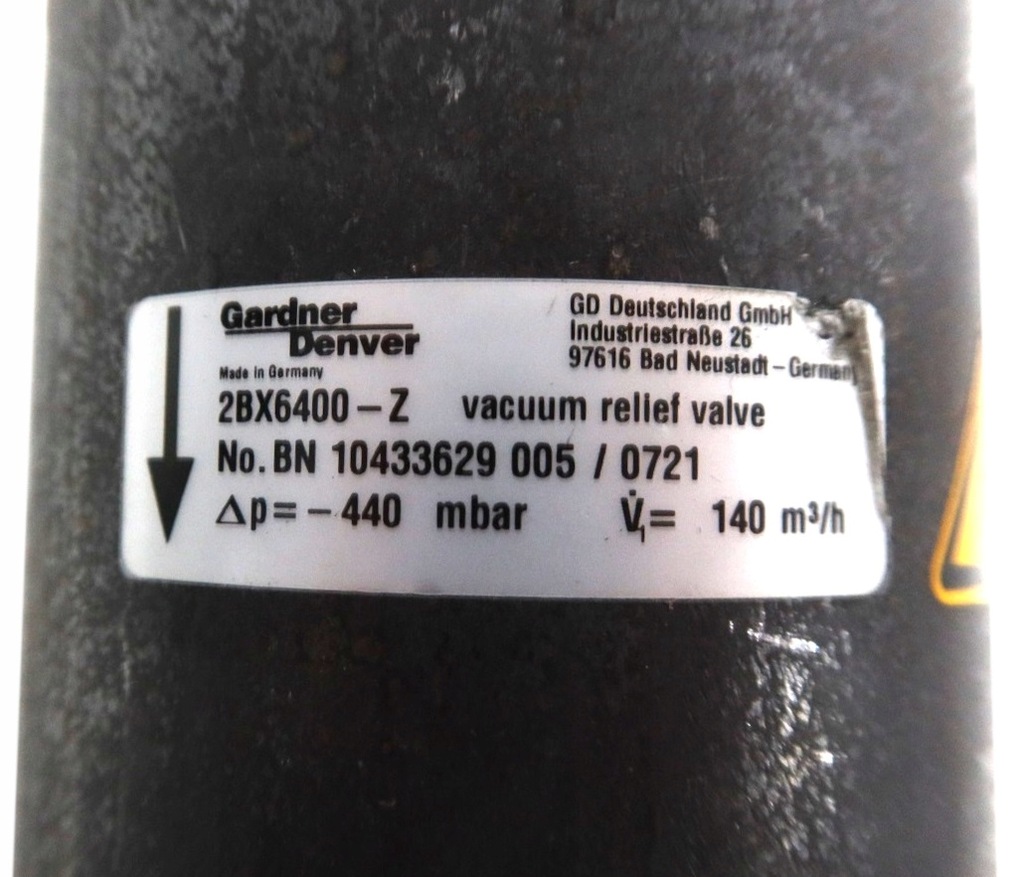 Gardner
Denver
Made in Germany
GD Deutschland GmbH
Industriestraße 26
97616 Bad Neustadt – Germany
2BX6400 – Z vacuum relief valve
No. BN 10433629 005 / 0721
Δp= – 440 mbar V̇₁= 140 m³/h